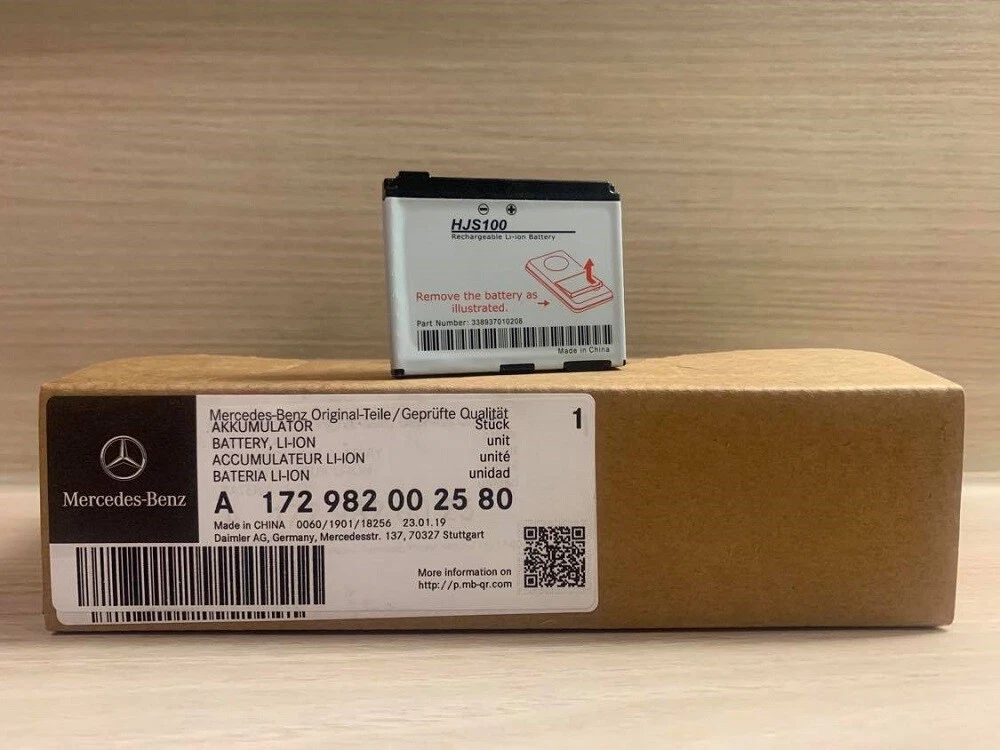 HJS100
Rechargeable Li-ion Battery
Remove the battery as
illustrated.
Part Number: 338937010208
Made in China
Mercedes-Benz
Mercedes-Benz Original-Teile/Geprüfte Qualität
AKKUMULATOR Stück
BATTERY, LI-ION unit
ACCUMULATEUR LI-ION unité
BATERIA LI-ION unidad
1
A 172 982 00 25 80
Made in CHINA 0060/1901/18256 23.01.19
Daimler AG, Germany, Mercedesstr. 137, 70327 Stuttgart
More information on
http://p.mb-qr.com